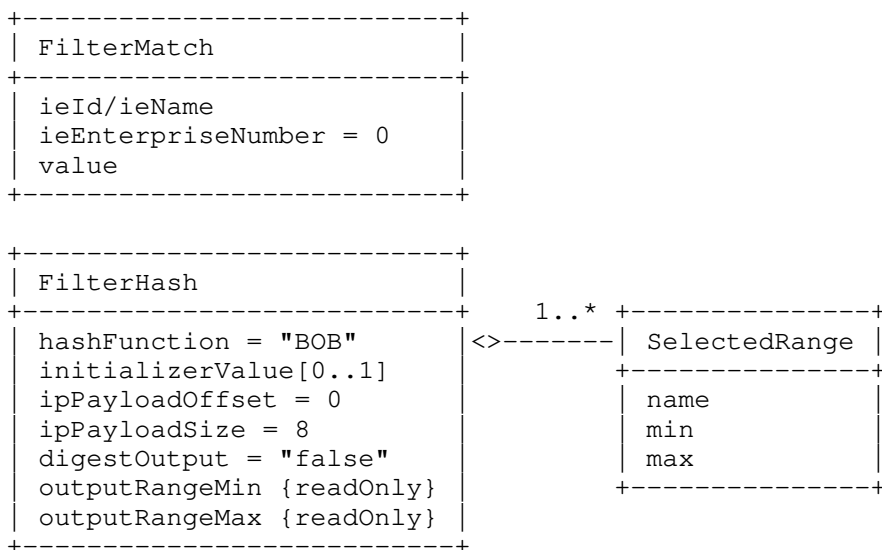 FilterMatch
ieId/ieName
ieEnterpriseNumber = 0
value
FilterHash
1..*
hashFunction = "BOB" <>-------| SelectedRange
initializerValue[0..1]
ipPayloadOffset = 0 name
ipPayloadSize = 8 min
digestOutput = "false" max
outputRangeMin {readOnly}
outputRangeMax {readOnly}